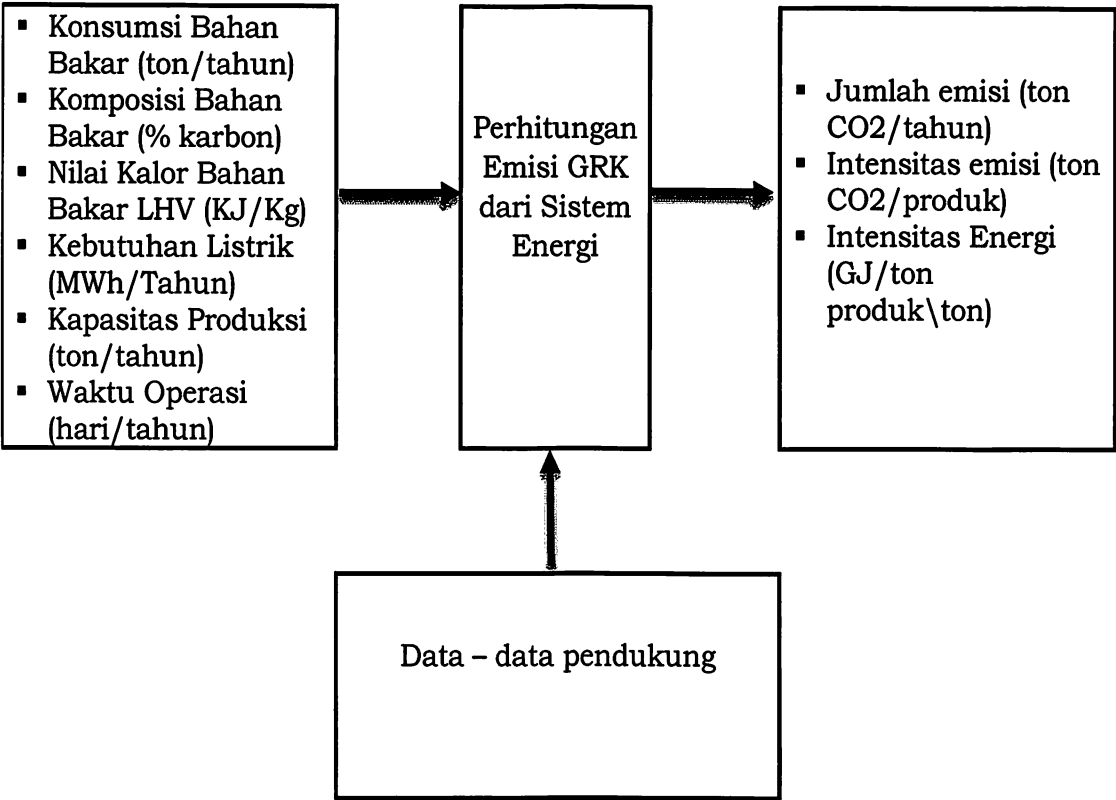 ▪ Konsumsi Bahan
Bakar (ton/tahun)
▪ Komposisi Bahan
Bakar (% karbon)
▪ Nilai Kalor Bahan
Bakar LHV (KJ/Kg)
▪ Kebutuhan Listrik
(MWh/Tahun)
▪ Kapasitas Produksi
(ton/tahun)
▪ Waktu Operasi
(hari/tahun)
Perhitungan
Emisi GRK
dari Sistem
Energi
▪ Jumlah emisi (ton
CO2/tahun)
▪ Intensitas emisi (ton
CO2/produk)
▪ Intensitas Energi
(GJ/ton
produk\ton)
Data – data pendukung